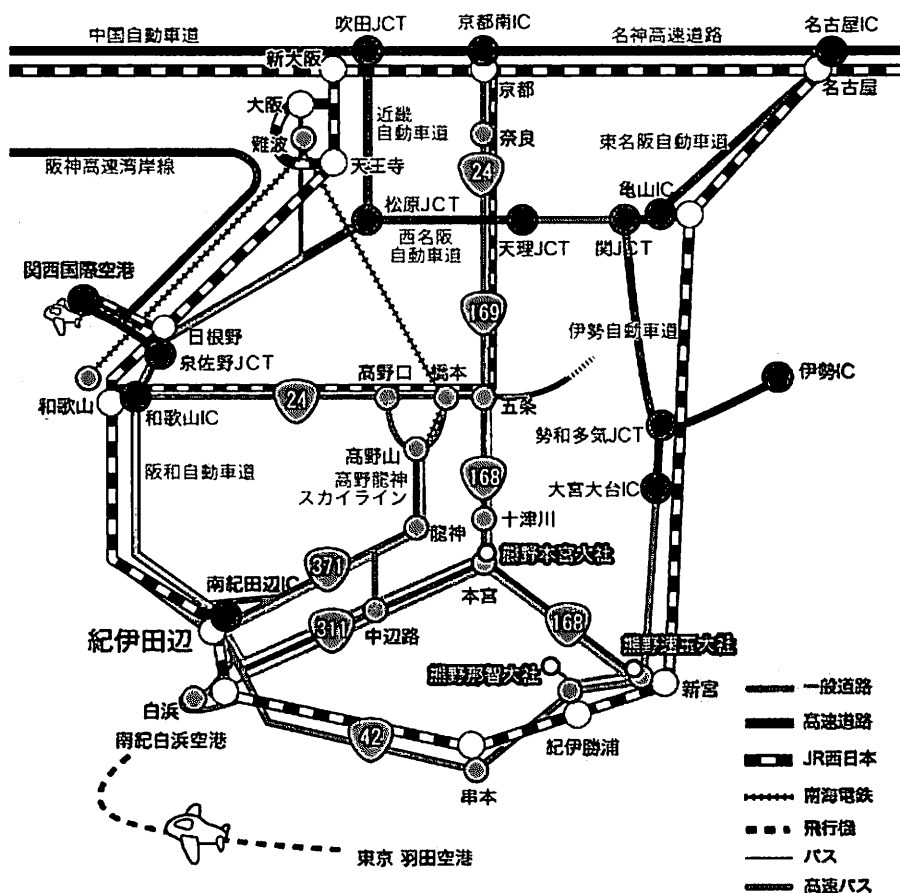 中国自動車道
吹田JCT
京都南IC
名神高速道路
名古屋IC
新大阪
京都
名古屋
大阪
近畿
自動車道
難波
奈良
東名阪自動車道
阪神高速湾岸線
天王寺
24
亀山IC
松原JCT
西名阪
自動車道
天理JCT
関JCT
関西国際空港
169
伊勢自動車道
日根野
泉佐野JCT
高野口
橋本
伊勢IC
和歌山
和歌山IC
24
五条
勢和多気JCT
阪和自動車道
高野山
高野龍神
スカイライン
168
大宮大台IC
龍神
十津川
熊野本宮大社
南紀田辺IC
371
本宮
紀伊田辺
311
中辺路
168
熊野速玉大社
熊野那智大社
新宮
白浜
南紀白浜空港
42
紀伊勝浦
串本
東京 羽田空港
一般道路
高速道路
JR西日本
南海電鉄
飛行機
バス
高速バス